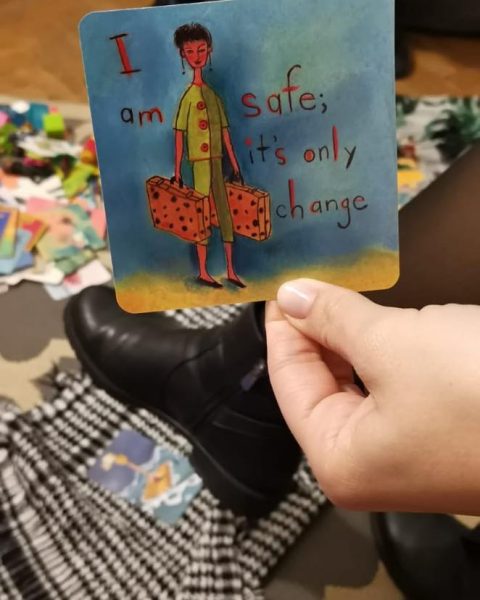 I
am safe;
it's only
change